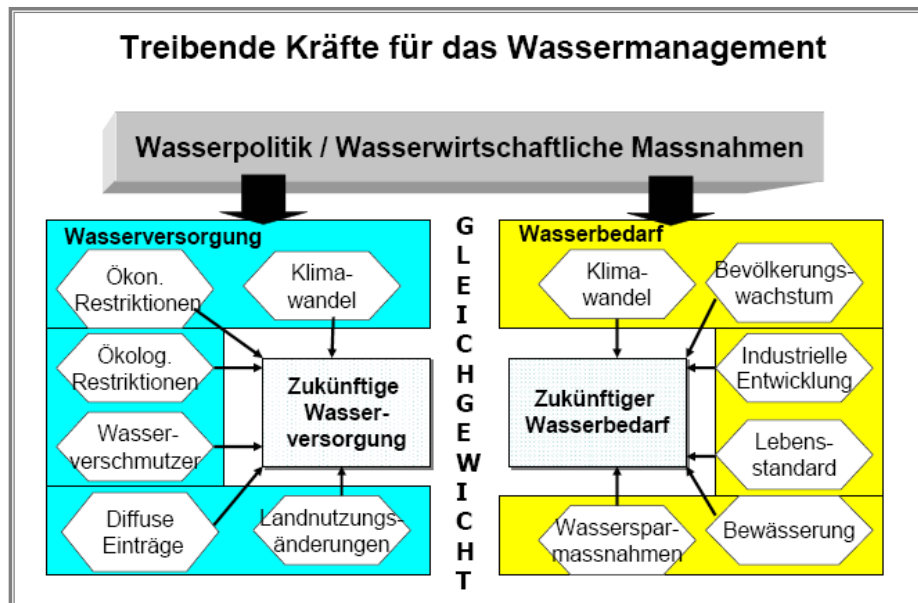 Treibende Kräfte für das Wassermanagement
Wasserpolitik / Wasserwirtschaftliche Massnahmen
Wasserversorgung
Ökon.
Restriktionen
Klima-
wandel
Ökolog.
Restriktionen
Wasser-
verschmutzer
Diffuse
Einträge
Landnutzungs-
änderungen
Zukünftige
Wasser-
versorgung
G
L
E
I
C
H
G
E
W
I
C
H
T
Wasserbedarf
Klima-
wandel
Bevölkerungs-
wachstum
Industrielle
Entwicklung
Lebens-
standard
Bewässerung
Wasserspar-
massnahmen
Zukünftiger
Wasserbedarf